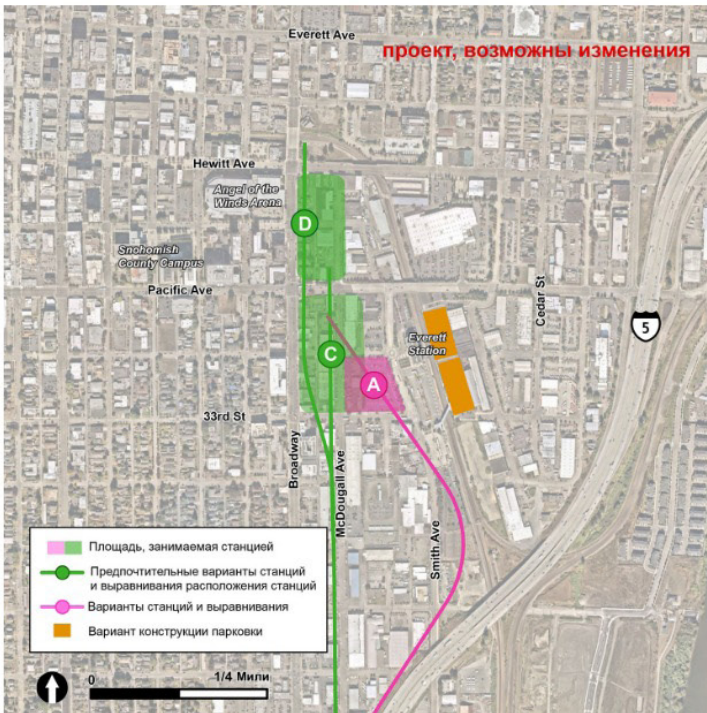 Everett Ave
проект, возможны изменения
Hewitt Ave
Angel of the
Winds Arena
D
Snohomish
County Campus
Pacific Ave
Cedar St
5
Everett
Station
C
A
33rd St
Broadway
McDougall Ave
Smith Ave
Площадь, занимаемая станцией
Предпочтительные варианты станций
и выравнивания расположения станций
Варианты станций и выравнивания
Вариант конструкции парковки
0
1/4 Мили